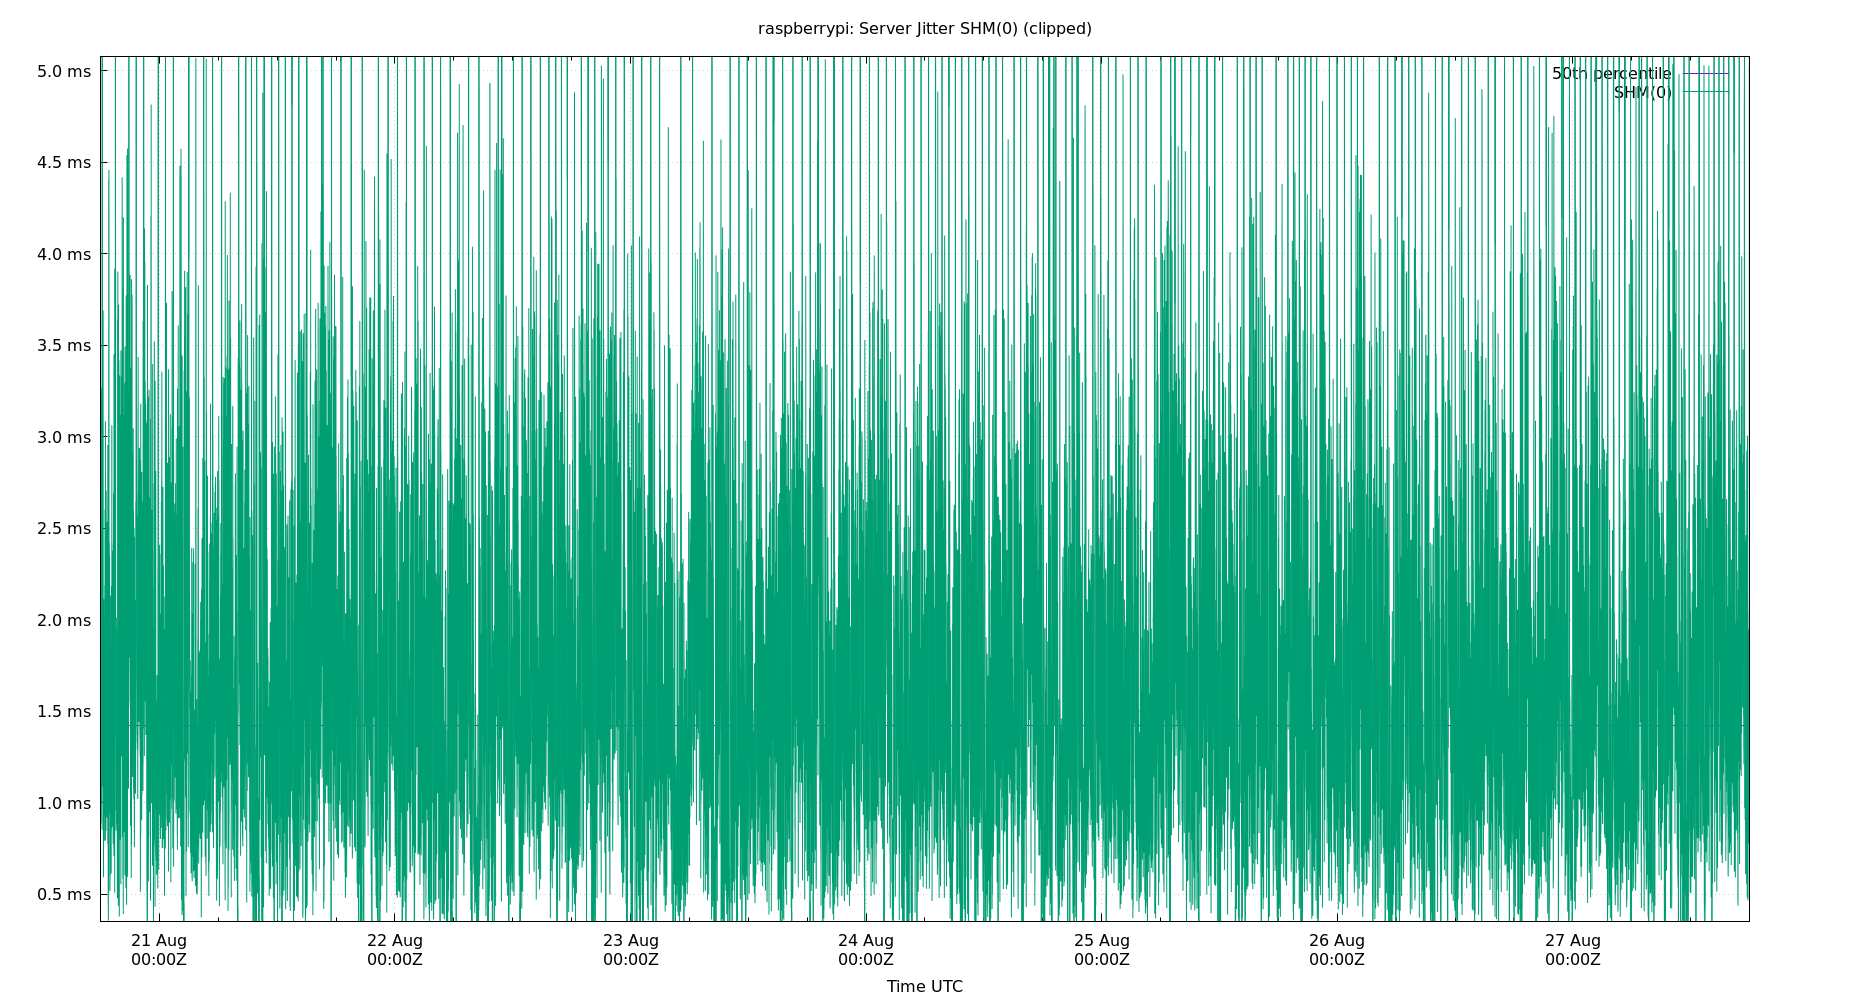 raspberrypi: Server Jitter SHM(0) (clipped)
5.0 ms
50th percentile
SHM(0)
4.5 ms
4.0 ms
3.5 ms
3.0 ms
2.5 ms
2.0 ms
1.5 ms
1.0 ms
0.5 ms
21 Aug 22 Aug 23 Aug 24 Aug 25 Aug 26 Aug 27 Aug
00:00Z 00:00Z 00:00Z 00:00Z 00:00Z 00:00Z 00:00Z
Time UTC